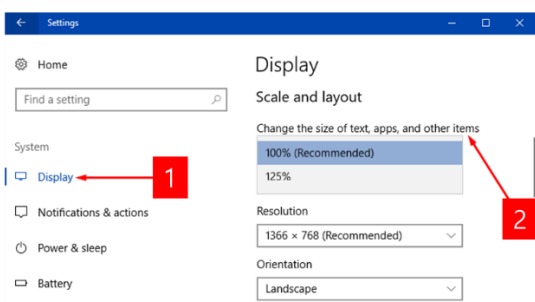 Settings
Home
Find a setting
System
Display
1
Notifications & actions
Power & sleep
Battery
Display
Scale and layout
Change the size of text, apps, and other items
100% (Recommended)
125%
2
Resolution
1366 × 768 (Recommended)
Orientation
Landscape